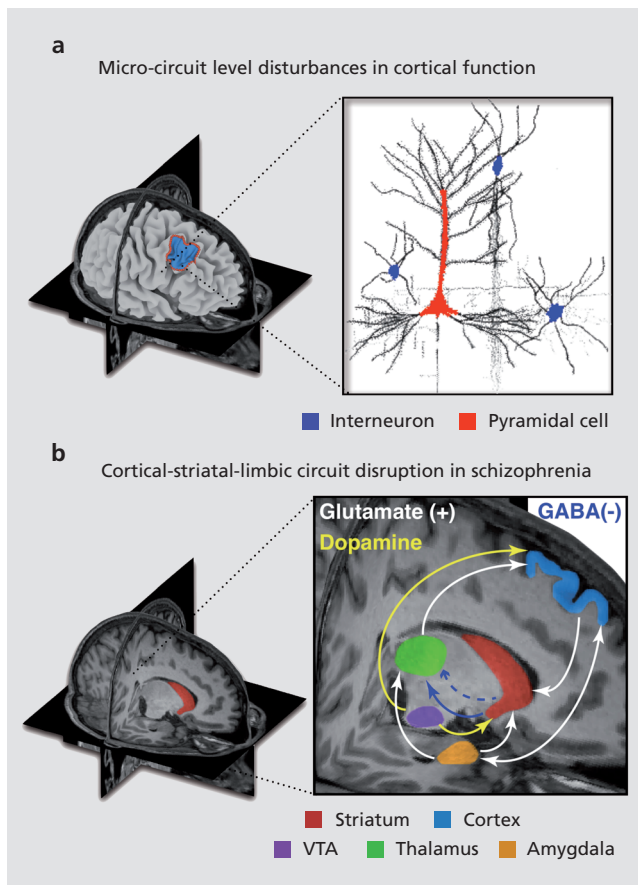 a
Micro-circuit level disturbances in cortical function
Interneuron Pyramidal cell
b
Cortical-striatal-limbic circuit disruption in schizophrenia
Glutamate (+) GABA(-)
Dopamine
Striatum Cortex
VTA Thalamus Amygdala